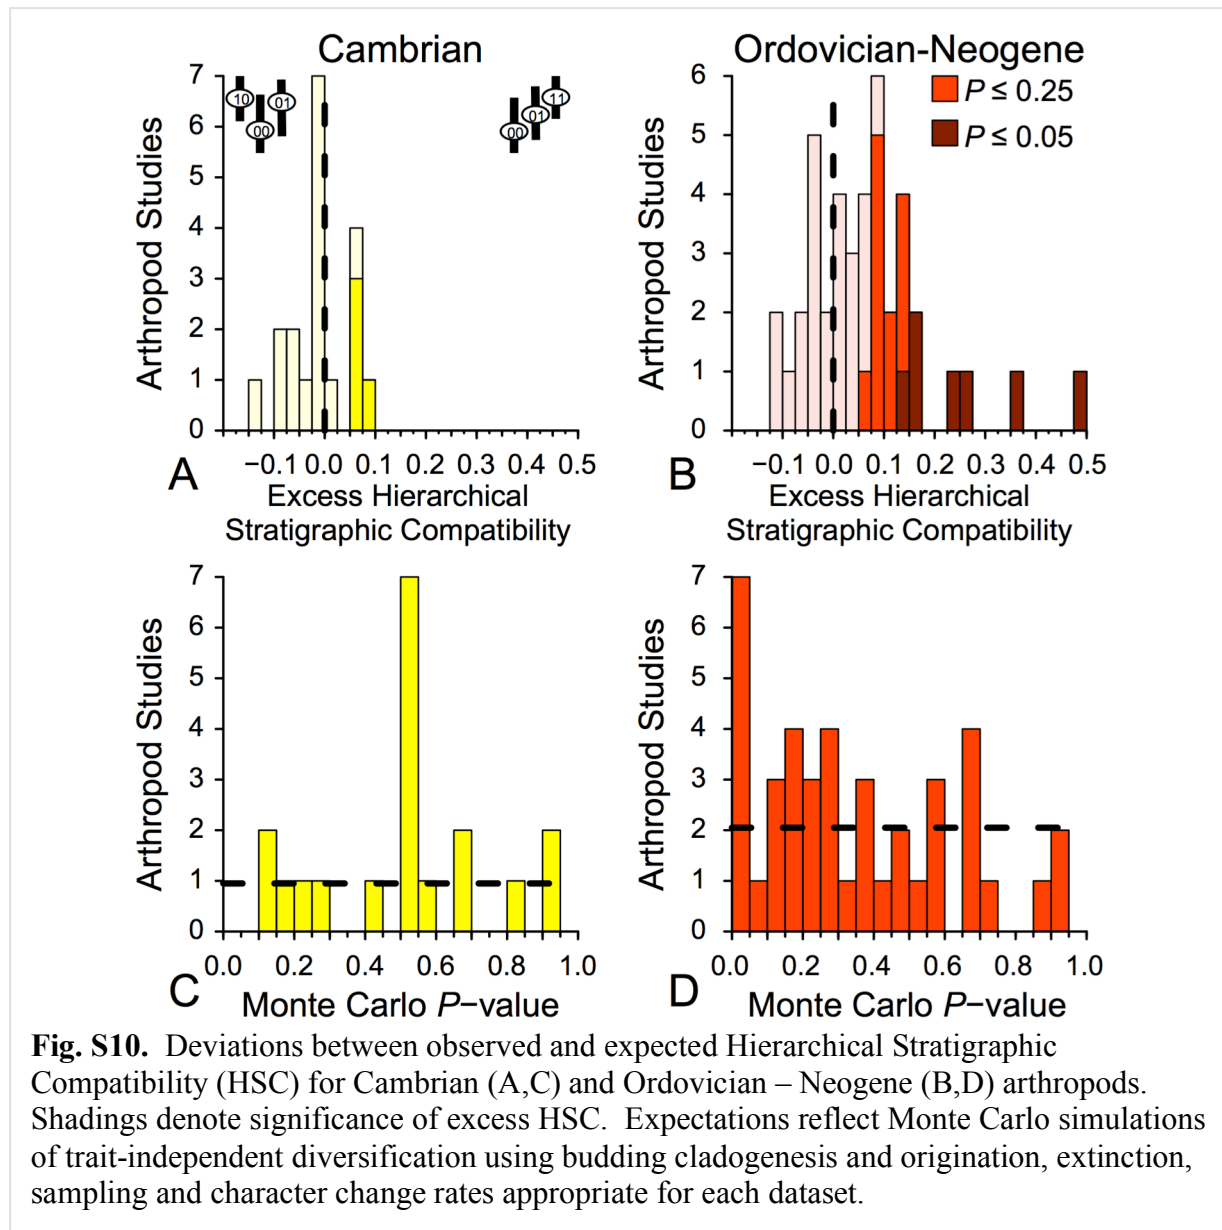 Cambrian
Ordovician-Neogene
7
6
5
4
3
2
1
0
Arthropod Studies
10
00
01
00
01
11
−0.1 0.0 0.1 0.2 0.3 0.4 0.5
A
Excess Hierarchical
Stratigraphic Compatibility
6
5
4
3
2
1
0
Arthropod Studies
P ≤ 0.25
P ≤ 0.05
−0.1 0.0 0.1 0.2 0.3 0.4 0.5
B
Excess Hierarchical
Stratigraphic Compatibility
7
6
5
4
3
2
1
0
Arthropod Studies
0.0 0.2 0.4 0.6 0.8 1.0
C
Monte Carlo P−value
7
6
5
4
3
2
1
0
Arthropod Studies
0.0 0.2 0.4 0.6 0.8 1.0
D
Monte Carlo P−value
Fig. S10. Deviations between observed and expected Hierarchical Stratigraphic
Compatibility (HSC) for Cambrian (A,C) and Ordovician – Neogene (B,D) arthropods.
Shadings denote significance of excess HSC. Expectations reflect Monte Carlo simulations
of trait-independent diversification using budding cladogenesis and origination, extinction,
sampling and character change rates appropriate for each dataset.